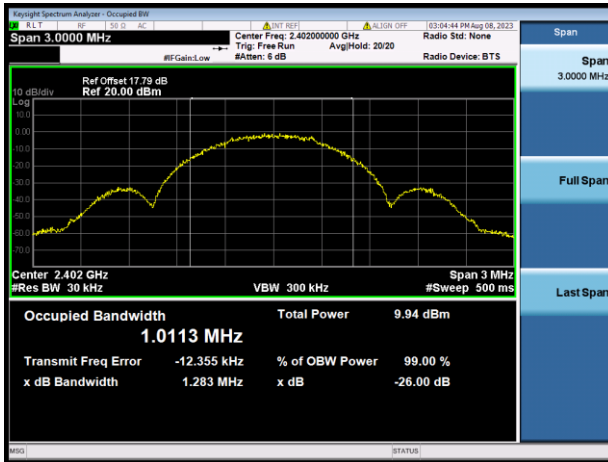 Keysight Spectrum Analyzer - Occupied BW
RLT RF 50 Ω AC INT REF ALIGN OFF 03:04:44 PM Aug 08, 2023
Span 3.0000 MHz
Center Freq: 2.402000000 GHz Radio Std: None
Trig: Free Run Avg|Hold: 20/20
#IFGain:Low #Atten: 6 dB Radio Device: BTS
Span
Span
3.0000 MHz
Full Span
Last Span
Ref Offset 17.79 dB
10 dB/div Ref 20.00 dBm
Log
10.0
0.00
-10.0
-20.0
-30.0
-40.0
-50.0
-60.0
-70.0
Center 2.402 GHz Span 3 MHz
#Res BW 30 kHz VBW 300 kHz #Sweep 500 ms
Occupied Bandwidth Total Power 9.94 dBm
1.0113 MHz
Transmit Freq Error -12.355 kHz % of OBW Power 99.00 %
x dB Bandwidth 1.283 MHz x dB -26.00 dB
MSG STATUS